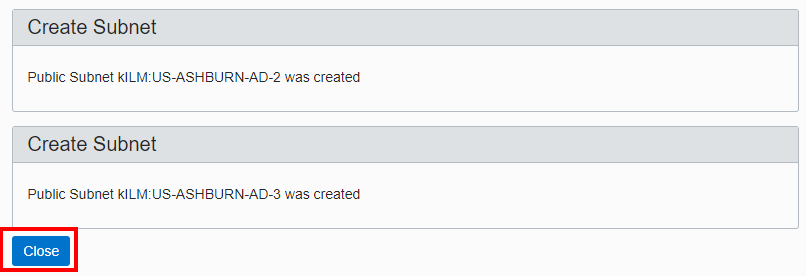 Create Subnet
Public Subnet kILM:US-ASHBURN-AD-2 was created
Create Subnet
Public Subnet kILM:US-ASHBURN-AD-3 was created
Close